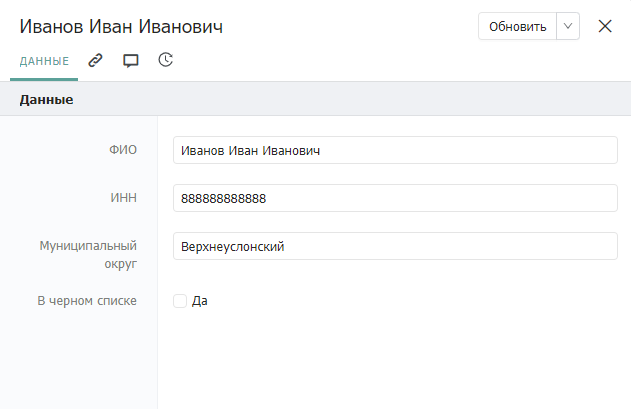 Иванов Иван Иванович
Обновить
ДАННЫЕ
Данные
ФИО
Иванов Иван Иванович
ИНН
888888888888
Муниципальный
округ
Верхнеуслонский
В черном списке
Да